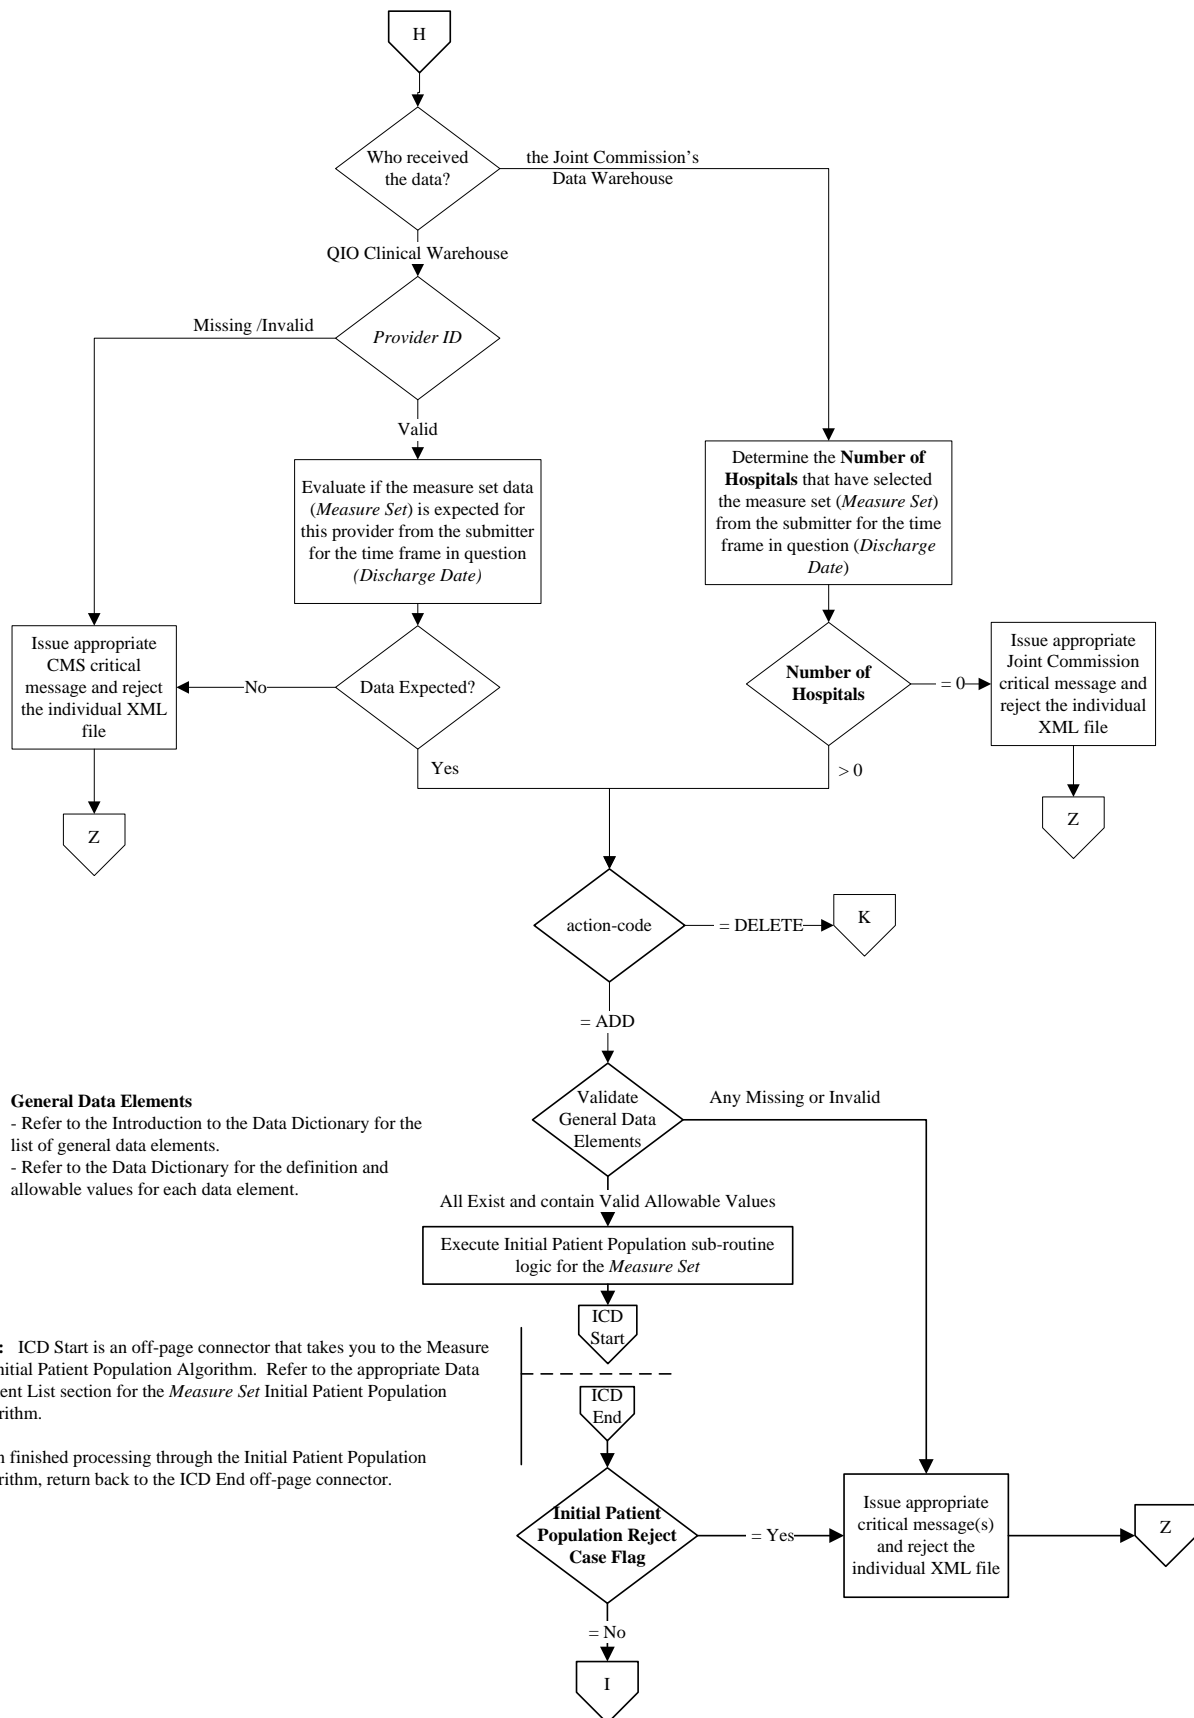 H
Who received
the data?
the Joint Commission's
Data Warehouse
QIO Clinical Warehouse
Missing /Invalid
Provider ID
Valid
Evaluate if the measure set data
(Measure Set) is expected for
this provider from the submitter
for the time frame in question
(Discharge Date)
Determine the Number of
Hospitals that have selected
the measure set (Measure Set)
from the submitter for the time
frame in question (Discharge
Date)
Issue appropriate
CMS critical
message and reject
the individual XML
file
No
Data Expected?
Number of
Hospitals
= 0
Issue appropriate
Joint Commission
critical message and
reject the individual
XML file
Yes
> 0
Z
Z
action-code
= DELETE
K
= ADD
General Data Elements
- Refer to the Introduction to the Data Dictionary for the
list of general data elements.
- Refer to the Data Dictionary for the definition and
allowable values for each data element.
Validate
General Data
Elements
Any Missing or Invalid
All Exist and contain Valid Allowable Values
Execute Initial Patient Population sub-routine
logic for the Measure Set
ICD
Start
: ICD Start is an off-page connector that takes you to the Measure
nitial Patient Population Algorithm. Refer to the appropriate Data
ent List section for the Measure Set Initial Patient Population
rithm.
n finished processing through the Initial Patient Population
rithm, return back to the ICD End off-page connector.
ICD
End
Initial Patient
Population Reject
Case Flag
= Yes
Issue appropriate
critical message(s)
and reject the
individual XML file
Z
= No
I